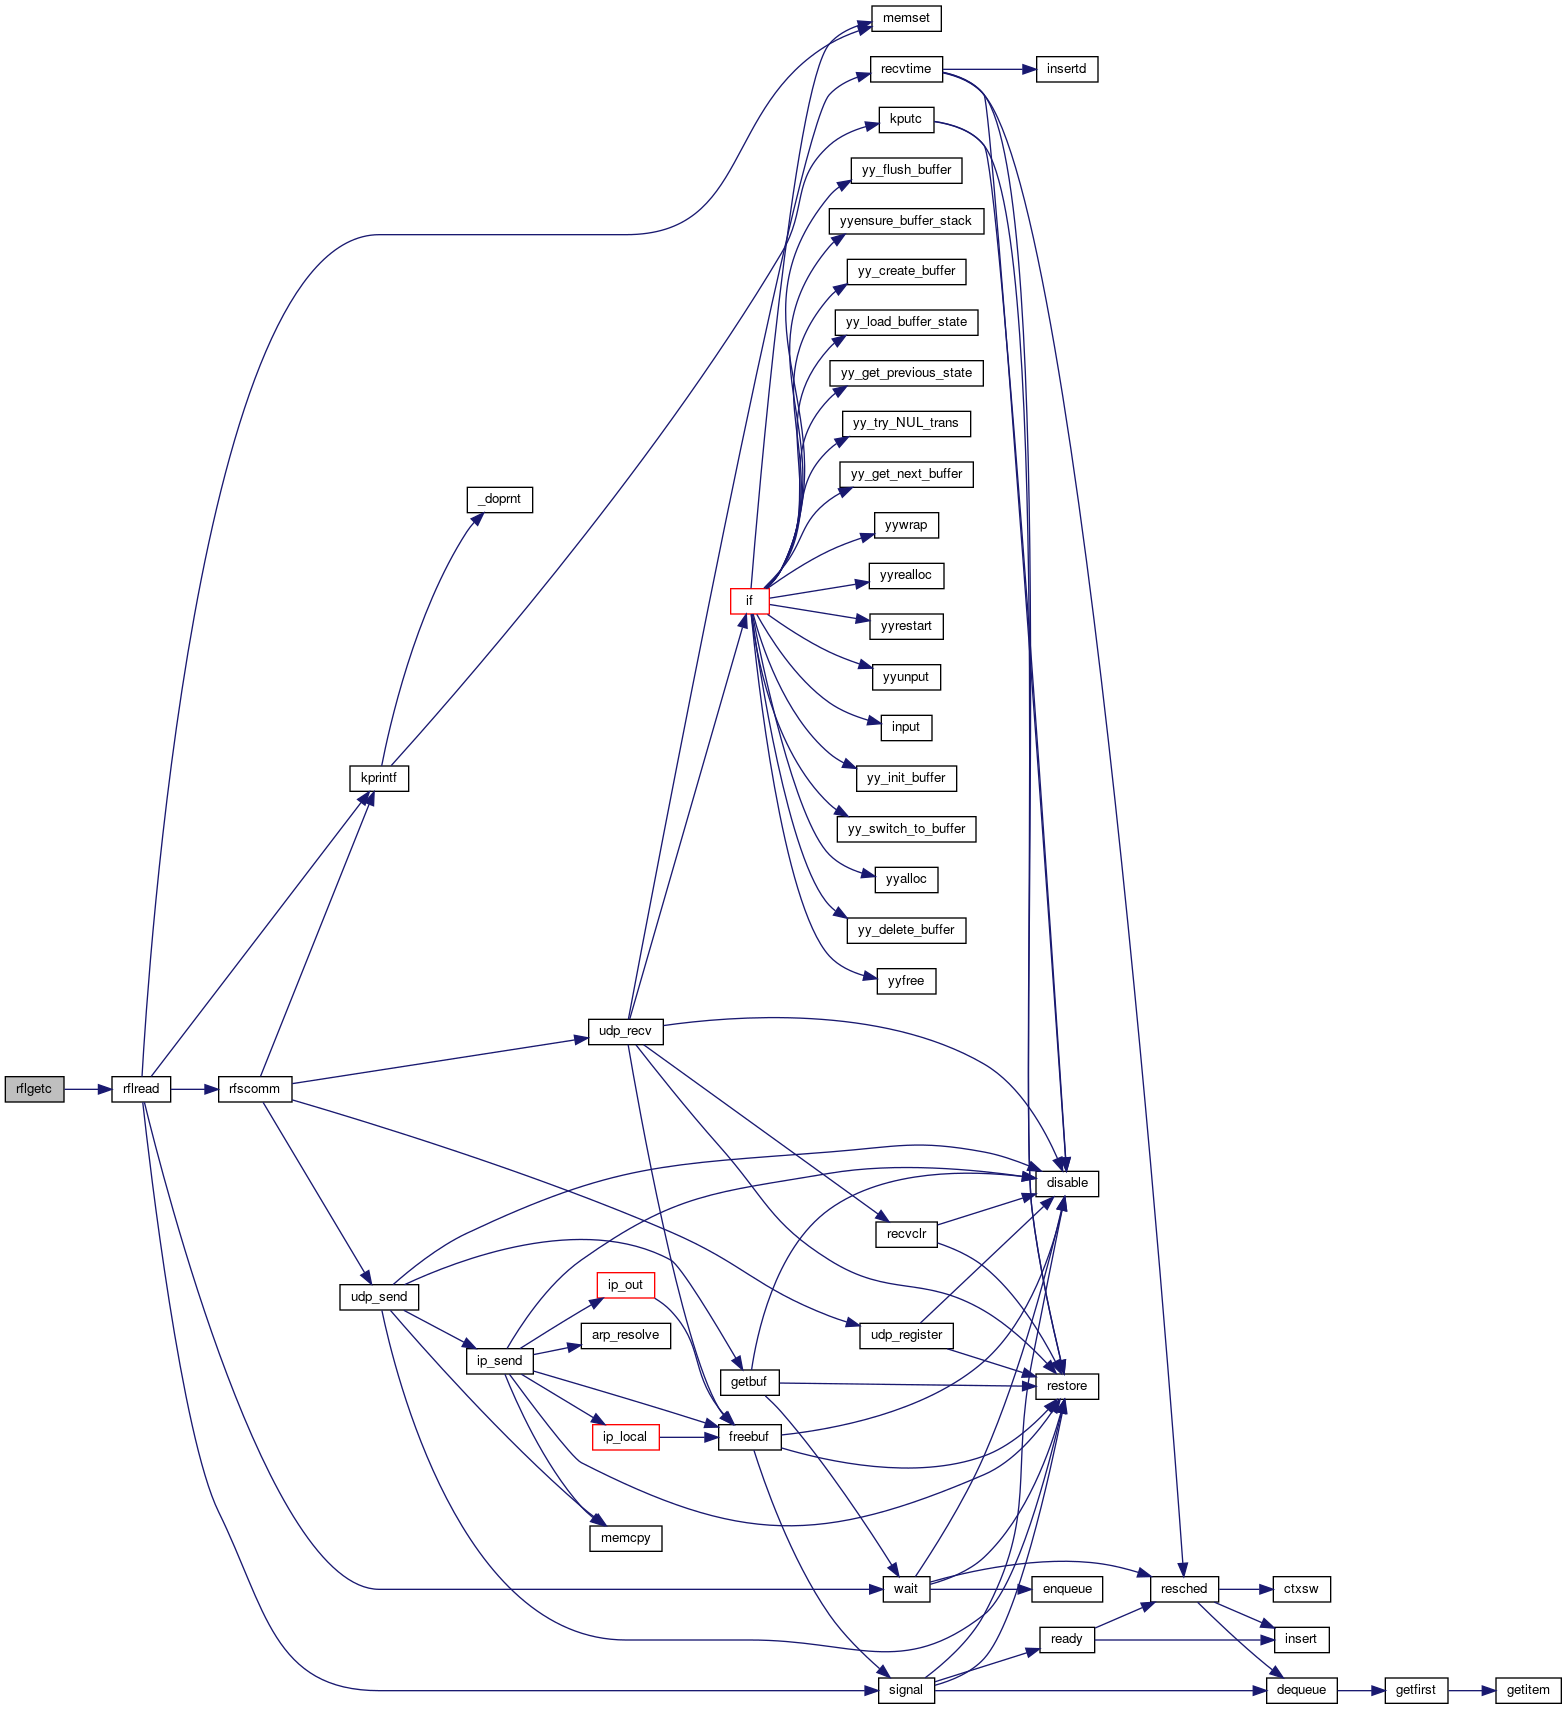 memset
recvtime
insertd
kputc
yy_flush_buffer
yyensure_buffer_stack
yy_create_buffer
yy_load_buffer_state
yy_get_previous_state
yy_try_NUL_trans
yy_get_next_buffer
_doprnt
yywrap
yyrealloc
if
yyrestart
yyunput
input
kprintf
yy_init_buffer
yy_switch_to_buffer
yyalloc
yy_delete_buffer
yyfree
udp_recv
rflgetc
rflread
rfscomm
disable
recvclr
ip_out
udp_send
arp_resolve
udp_register
ip_send
getbuf
restore
ip_local
freebuf
memcpy
wait
enqueue
resched
ctxsw
ready
insert
signal
dequeue
getfirst
getitem